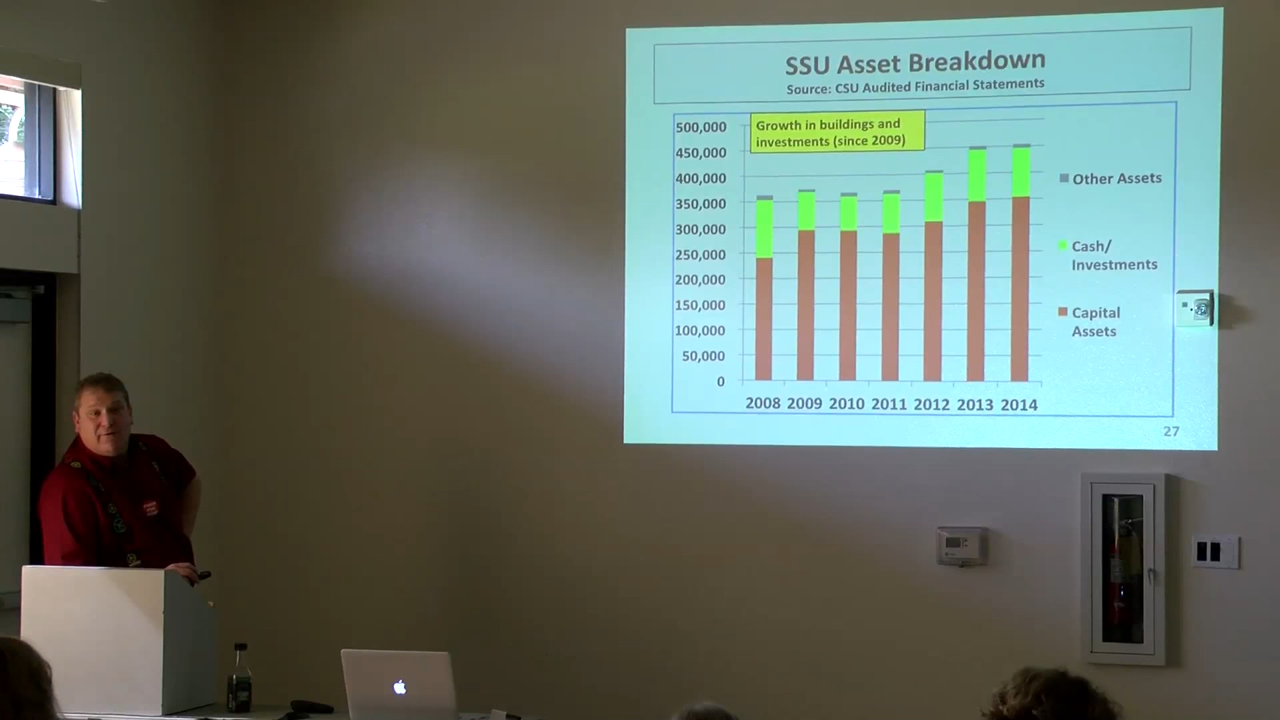 SSU Asset Breakdown
Source: CSU Audited Financial Statements
Growth in buildings and
investments (since 2009)
500,000
450,000
400,000
350,000
300,000
250,000
200,000
150,000
100,000
50,000
0
2008 2009 2010 2011 2012 2013 2014
Other Assets
Cash/
Investments
Capital
Assets
27